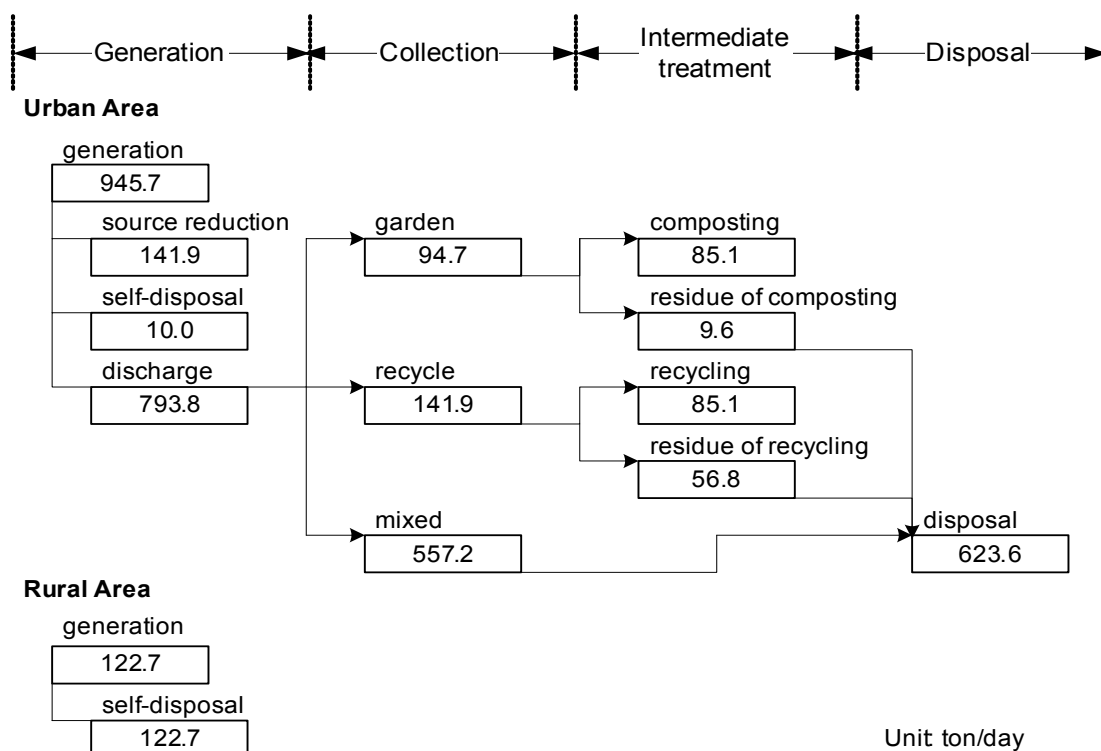 Generation
Collection
Intermediate
treatment
Disposal
Urban Area
generation
945.7
source reduction
141.9
self-disposal
10.0
discharge
793.8
garden
94.7
recycle
141.9
mixed
557.2
composting
85.1
residue of composting
9.6
recycling
85.1
residue of recycling
56.8
disposal
623.6
Rural Area
generation
122.7
self-disposal
122.7
Unit ton/day